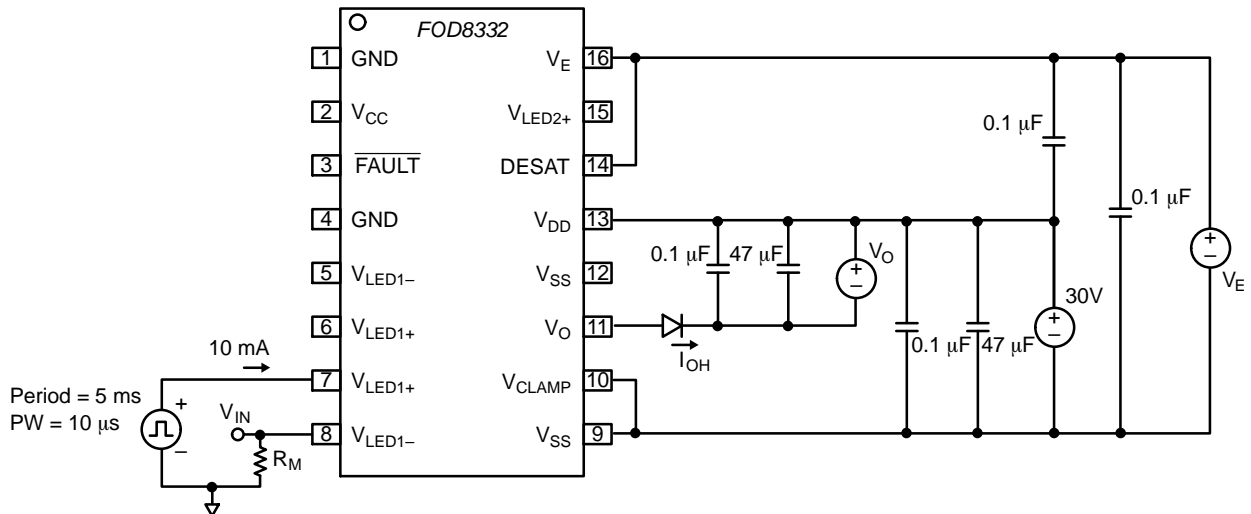 FOD8332
1 GND
2 VCC
3 FAULT
4 GND
5 VLED1–
6 VLED1+
7 VLED1+
8 VLED1–
VE 16
VLED2+ 15
DESAT 14
VDD 13
VSS 12
VO 11
VCLAMP 10
VSS 9
10 mA
Period = 5 ms
PW = 10 μs
+
–
VIN
RM
0.1 μF
47 μF
+
–
VO
IOH
0.1 μF
47 μF
30V
+
–
0.1 μF
0.1 μF
+
–
VE